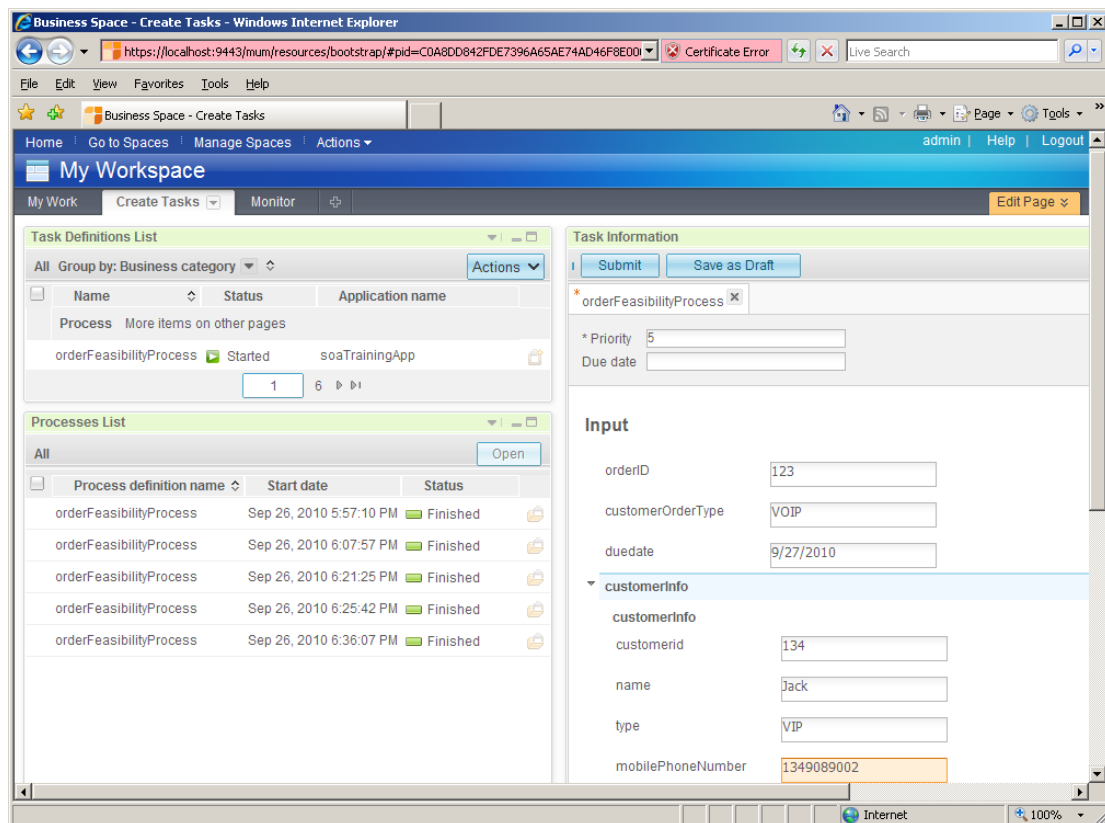 Business Space - Create Tasks - Windows Internet Explorer
https://localhost:9443/mum/resources/bootstrap/#pid=C0A8DD842FDE7396A65AE74AD46F8E00 Certificate Error Live Search
File Edit View Favorites Tools Help
Business Space - Create Tasks Page Tools »
Home Go to Spaces Manage Spaces Actions admin | Help | Logout
My Workspace
My Work Create Tasks Monitor Edit Page
Task Definitions List
All Group by: Business category Actions
Name Status Application name
Process More items on other pages
orderFeasibilityProcess Started soaTrainingApp
1 6
Processes List
All Open
Process definition name Start date Status
orderFeasibilityProcess Sep 26, 2010 5:57:10 PM Finished
orderFeasibilityProcess Sep 26, 2010 6:07:57 PM Finished
orderFeasibilityProcess Sep 26, 2010 6:21:25 PM Finished
orderFeasibilityProcess Sep 26, 2010 6:25:42 PM Finished
orderFeasibilityProcess Sep 26, 2010 6:36:07 PM Finished
Task Information
Submit Save as Draft
* orderFeasibilityProcess
* Priority 5
Due date
Input
orderID 123
customerOrderType VOIP
duedate 9/27/2010
customerInfo
customerInfo
customerid 134
name Jack
type VIP
mobilePhoneNumber 1349089002
Internet 100%